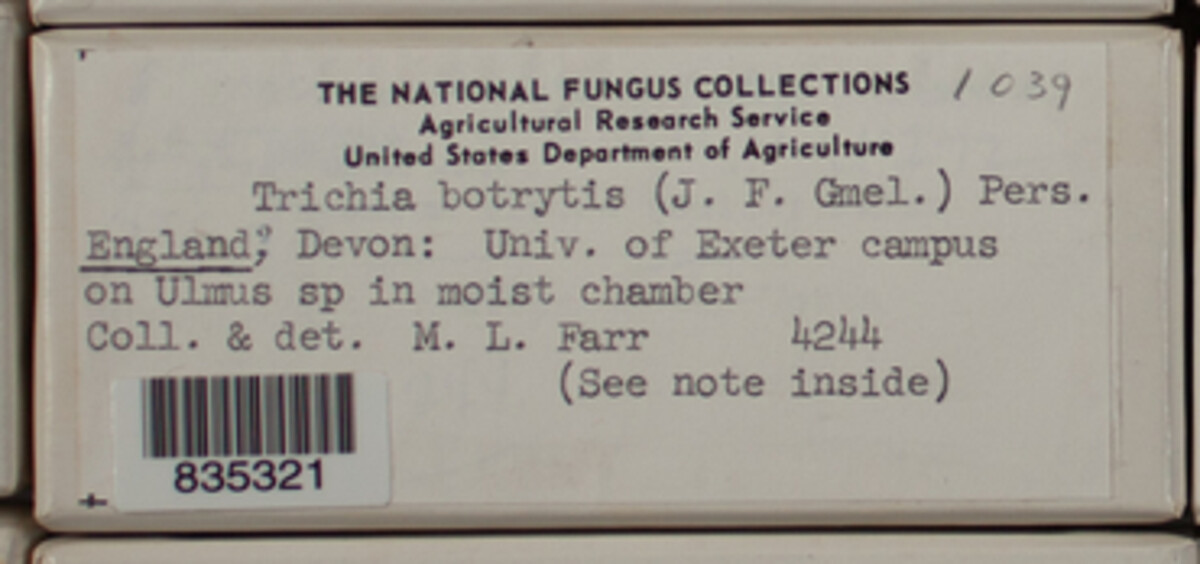 THE NATIONAL FUNGUS COLLECTIONS 1039
Agricultural Research Service
United States Department of Agriculture
Trichia botrytis (J. F. Gmel.) Pers.
England; Devon: Univ. of Exeter campus
on Ulmus sp in moist chamber
Coll. & det. M. L. Farr 4244
(See note inside)
835321